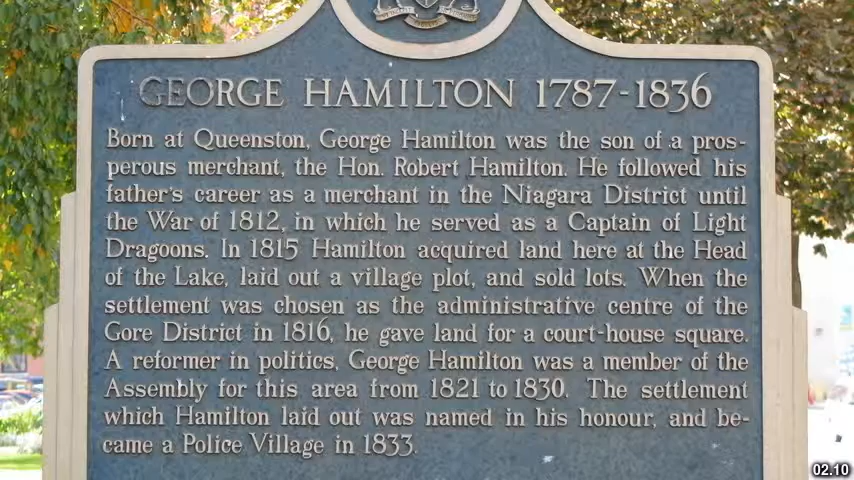 GEORGE HAMILTON 1787-1836
Born at Queenston, George Hamilton was the son of a pros-
perous merchant, the Hon. Robert Hamilton. He followed his
father's career as a merchant in the Niagara District until
the War of 1812, in which he served as a Captain of Light
Dragoons. In 1815 Hamilton acquired land here at the Head
of the Lake, laid out a village plot, and sold lots. When the
settlement was chosen as the administrative centre of the
Gore District in 1816, he gave land for a court-house square.
A reformer in politics, George Hamilton was a member of the
Assembly for this area from 1821 to 1830. The settlement
which Hamilton laid out was named in his honour, and be-
came a Police Village in 1833.
02.10